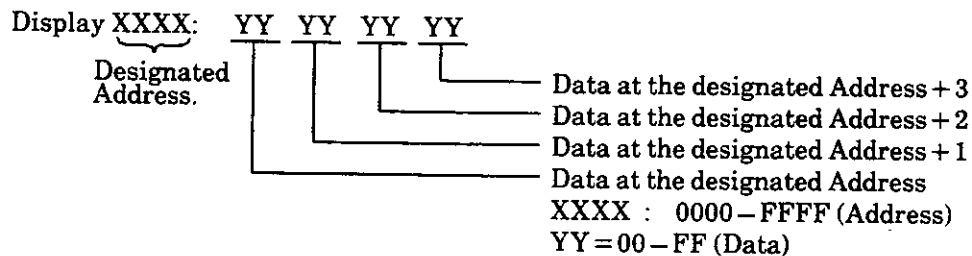 Display XXXX: YY YY YY YY
Designated
Address.
Data at the designated Address + 3
Data at the designated Address + 2
Data at the designated Address + 1
Data at the designated Address
XXXX : 0000 – FFFF (Address)
YY = 00 – FF (Data)